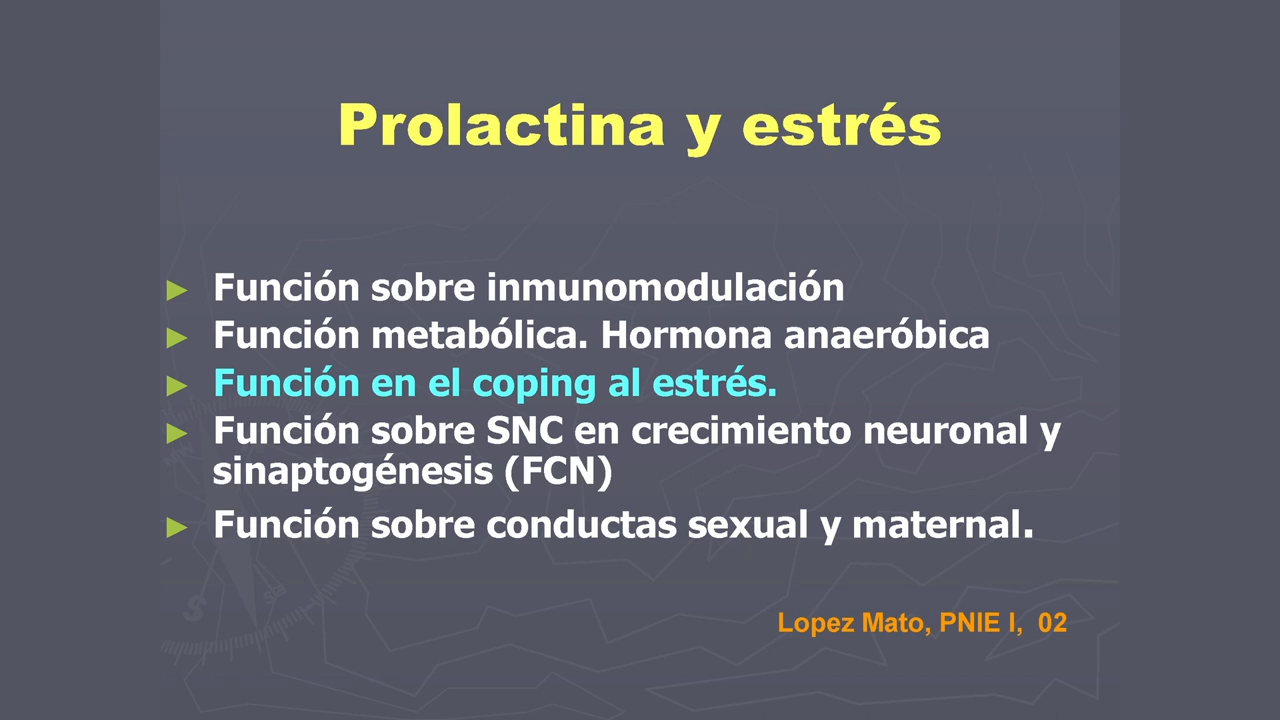 Prolactina y estrés
► Función sobre inmunomodulación
► Función metabólica. Hormona anaeróbica
► Función en el coping al estrés.
► Función sobre SNC en crecimiento neuronal y
sinaptogénesis (FCN)
► Función sobre conductas sexual y maternal.
Lopez Mato, PNIE I, 02